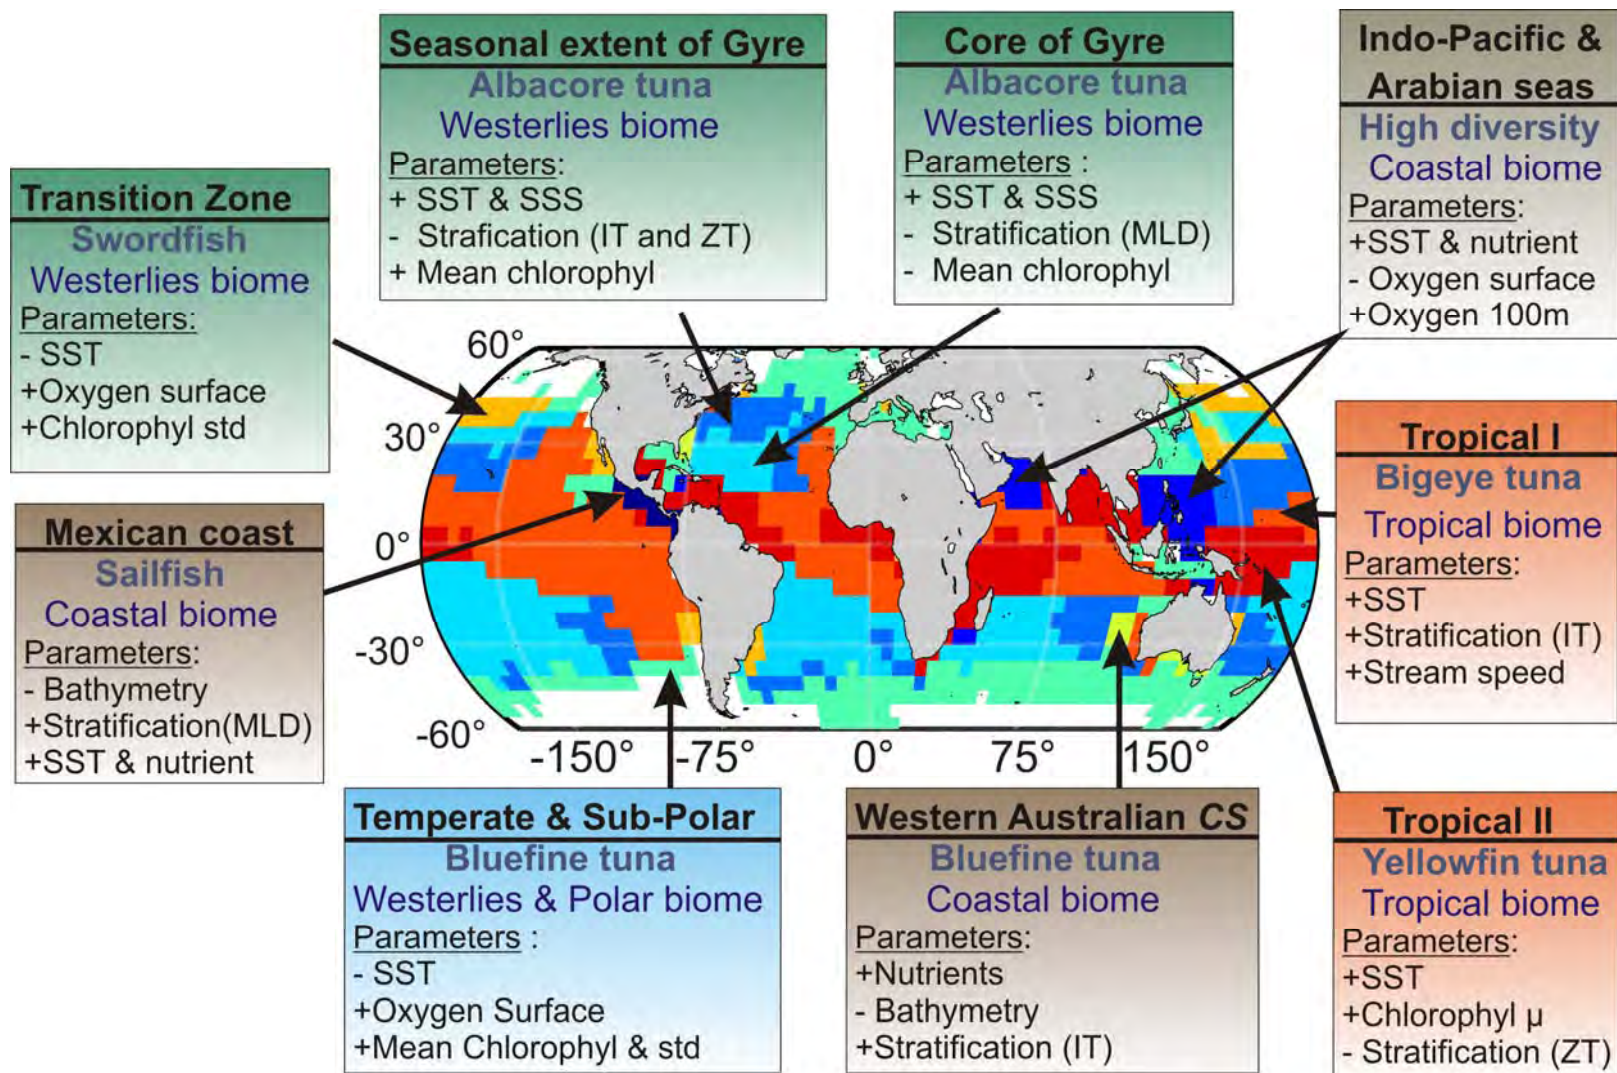 Seasonal extent of Gyre
Albacore tuna
Westerlies biome
Parameters:
+ SST & SSS
- Strafication (IT and ZT)
+ Mean chlorophyl
Core of Gyre
Albacore tuna
Westerlies biome
Parameters :
+ SST & SSS
- Stratification (MLD)
- Mean chlorophyl
Indo-Pacific &
Arabian seas
High diversity
Coastal biome
Parameters:
+SST & nutrient
- Oxygen surface
+Oxygen 100m
Transition Zone
Swordfish
Westerlies biome
Parameters:
- SST
+Oxygen surface
+Chlorophyl std
Mexican coast
Sailfish
Coastal biome
Parameters:
- Bathymetry
+Stratification(MLD)
+SST & nutrient
60°
30°
0°
-30°
-60°
-150°
-75°
0°
75°
150°
Tropical I
Bigeye tuna
Tropical biome
Parameters:
+SST
+Stratification (IT)
+Stream speed
Temperate & Sub-Polar
Bluefine tuna
Westerlies & Polar biome
Parameters :
- SST
+Oxygen Surface
+Mean Chlorophyl & std
Western Australian CS
Bluefine tuna
Coastal biome
Parameters:
+Nutrients
- Bathymetry
+Stratification (IT)
Tropical II
Yellowfin tuna
Tropical biome
Parameters:
+SST
+Chlorophyl µ
- Stratification (ZT)